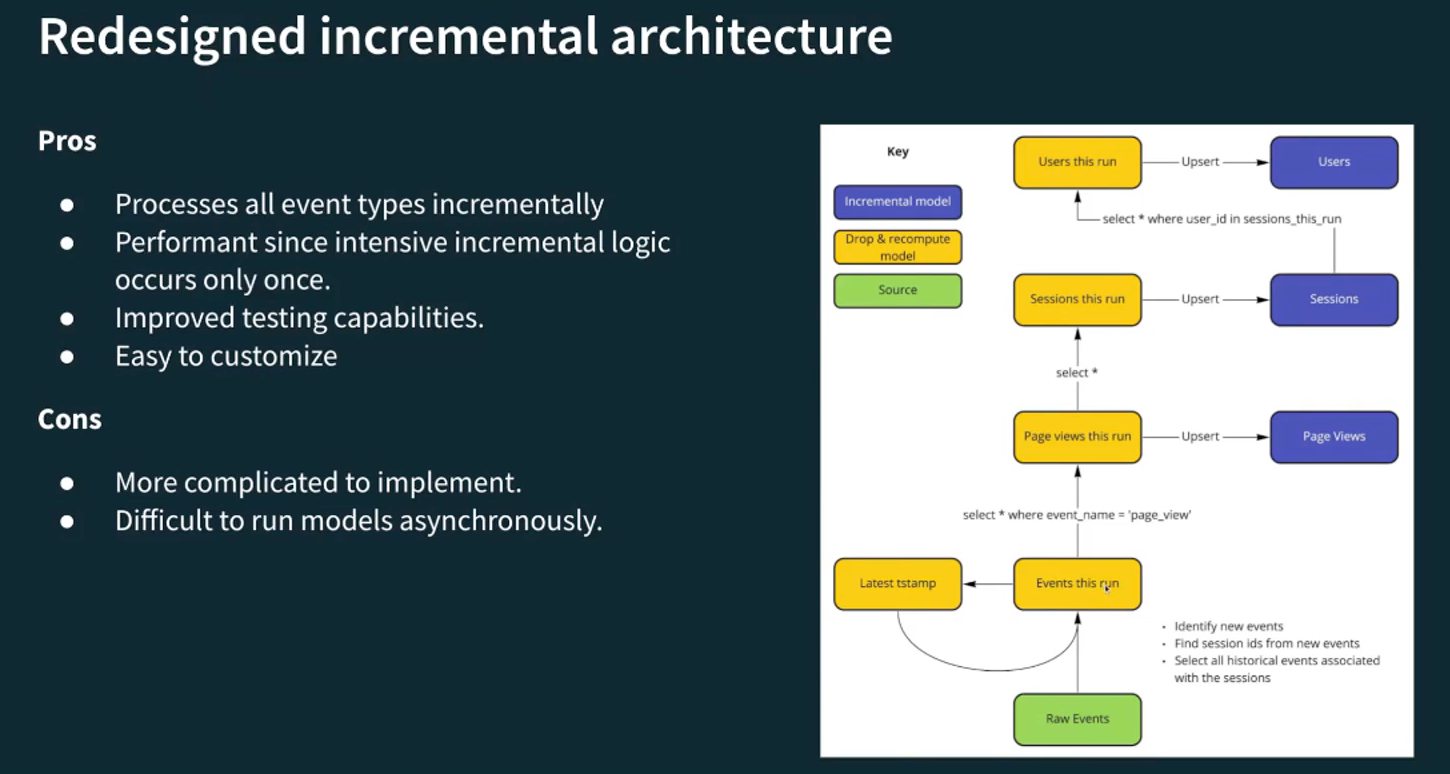 Redesigned incremental architecture
Pros
● Processes all event types incrementally
● Performant since intensive incremental logic
occurs only once.
● Improved testing capabilities.
● Easy to customize
Cons
● More complicated to implement.
● Difficult to run models asynchronously.
Key
Incremental model
Drop & recompute
model
Source
Users this run
Upsert
Users
select * where user_id in sessions_this_run
Sessions this run
Upsert
Sessions
select *
Page views this run
Upsert
Page Views
select * where event_name = 'page_view'
Latest tstamp
Events this run
• Identify new events
• Find session ids from new events
• Select all historical events associated
with the sessions
Raw Events